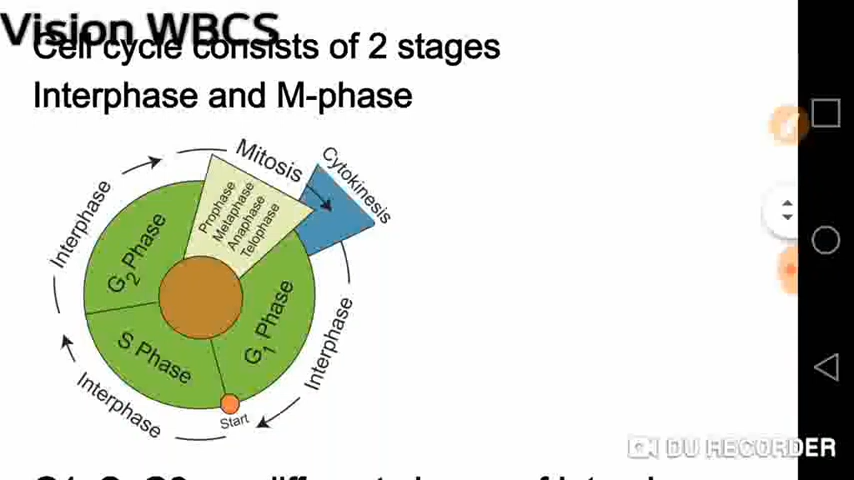 Vision WBCS
Cell cycle consists of 2 stages
Interphase and M-phase
Mitosis
Cytokinesis
Prophase
Metaphase
Anaphase
Telophase
Interphase
G2 Phase
G1 Phase
S Phase
Interphase
Interphase
Start
DU RECORDER